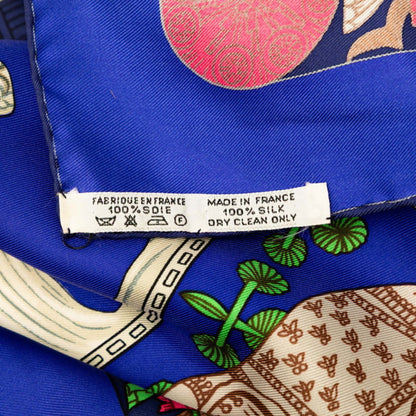 FABRIQUE EN FRANCE
100% SOIE
MADE IN FRANCE
100% SILK
DRY CLEAN ONLY